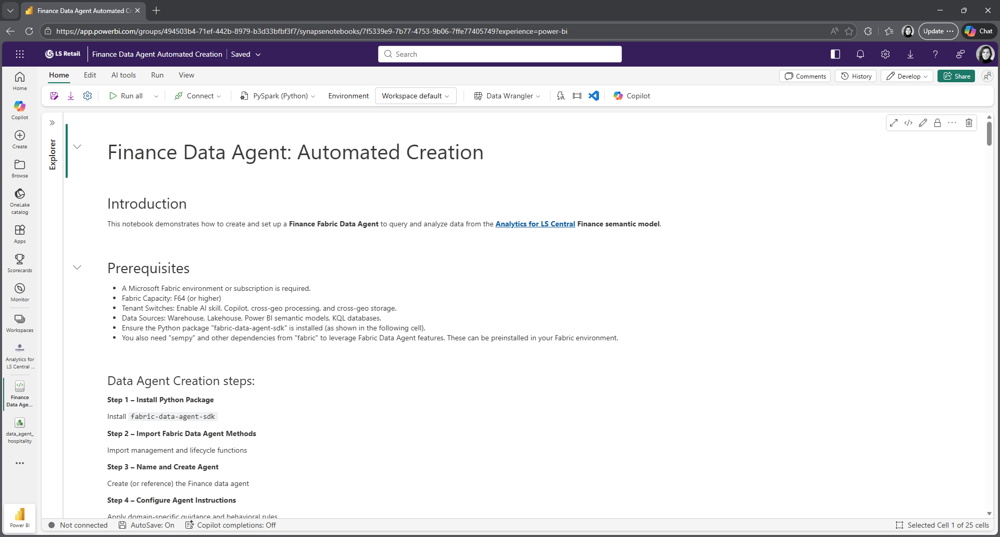 Finance Data Agent Automated Cr
https://app.powerbi.com/groups/494503b4-71ef-442b-8979-b3d33bfbf3f7/synapsenotebooks/7f5339e9-7b77-4753-9b06-7ffe77405749?experience=power-bi
Update
Chat
LS Retail
Finance Data Agent Automated Creation
Saved
Search
Home
Edit
AI tools
Run
View
Comments
History
Develop
Share
Run all
Connect
PySpark (Python)
Environment
Workspace default
Data Wrangler
Copilot
Home
Copilot
Create
Browse
OneLake
catalog
Apps
Scorecards
Monitor
Workspaces
LS Retail
Analytics for
LS Central ...
Finance
Data Age...
data_agent_
hospitality
Power BI
Explorer
Finance Data Agent: Automated Creation
Introduction
This notebook demonstrates how to create and set up a Finance Fabric Data Agent to query and analyze data from the Analytics for LS Central Finance semantic model.
Prerequisites
• A Microsoft Fabric environment or subscription is required.
• Fabric Capacity: F64 (or higher)
• Tenant Switches: Enable AI skill, Copilot, cross-geo processing, and cross-geo storage.
• Data Sources: Warehouse, Lakehouse, Power BI semantic models, KQL databases.
• Ensure the Python package "fabric-data-agent-sdk" is installed (as shown in the following cell).
• You also need "sempy" and other dependencies from "fabric" to leverage Fabric Data Agent features. These can be preinstalled in your Fabric environment.
Data Agent Creation steps:
Step 1 – Install Python Package
Install fabric-data-agent-sdk
Step 2 – Import Fabric Data Agent Methods
Import management and lifecycle functions
Step 3 – Name and Create Agent
Create (or reference) the Finance data agent
Step 4 – Configure Agent Instructions
Apply domain-specific guidance and behavioral rules
Not connected
AutoSave: On
Copilot completions: Off
Selected Cell 1 of 25 cells